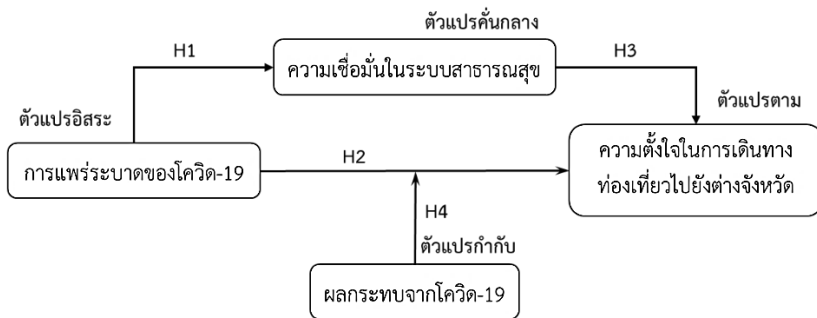 ตัวแปรคั่นกลาง
H1
ความเชื่อมั่นในระบบสาธารณสุข
H3
ตัวแปรอิสระ
ตัวแปรตาม
การแพร่ระบาดของโควิด-19
H2
ความตั้งใจในการเดินทาง
ท่องเที่ยวไปยังต่างจังหวัด
H4
ตัวแปรกำกับ
ผลกระทบจากโควิด-19